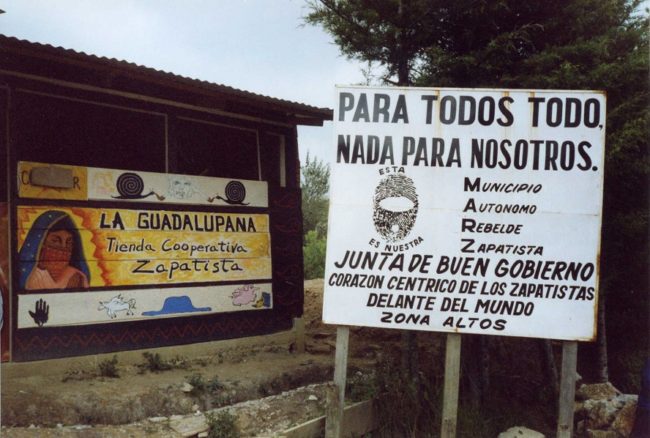 LA GUADALUPANA
Tienda Cooperativa
Zapatista
PARA TODOS TODO,
NADA PARA NOSOTROS.
ESTA
ES NUESTRA
MUNICIPIO
AUTONOMO
REBELDE
ZAPATISTA
JUNTA DE BUEN GOBIERNO
CORAZON CENTRICO DE LOS ZAPATISTAS
DELANTE DEL MUNDO
ZONA ALTOS